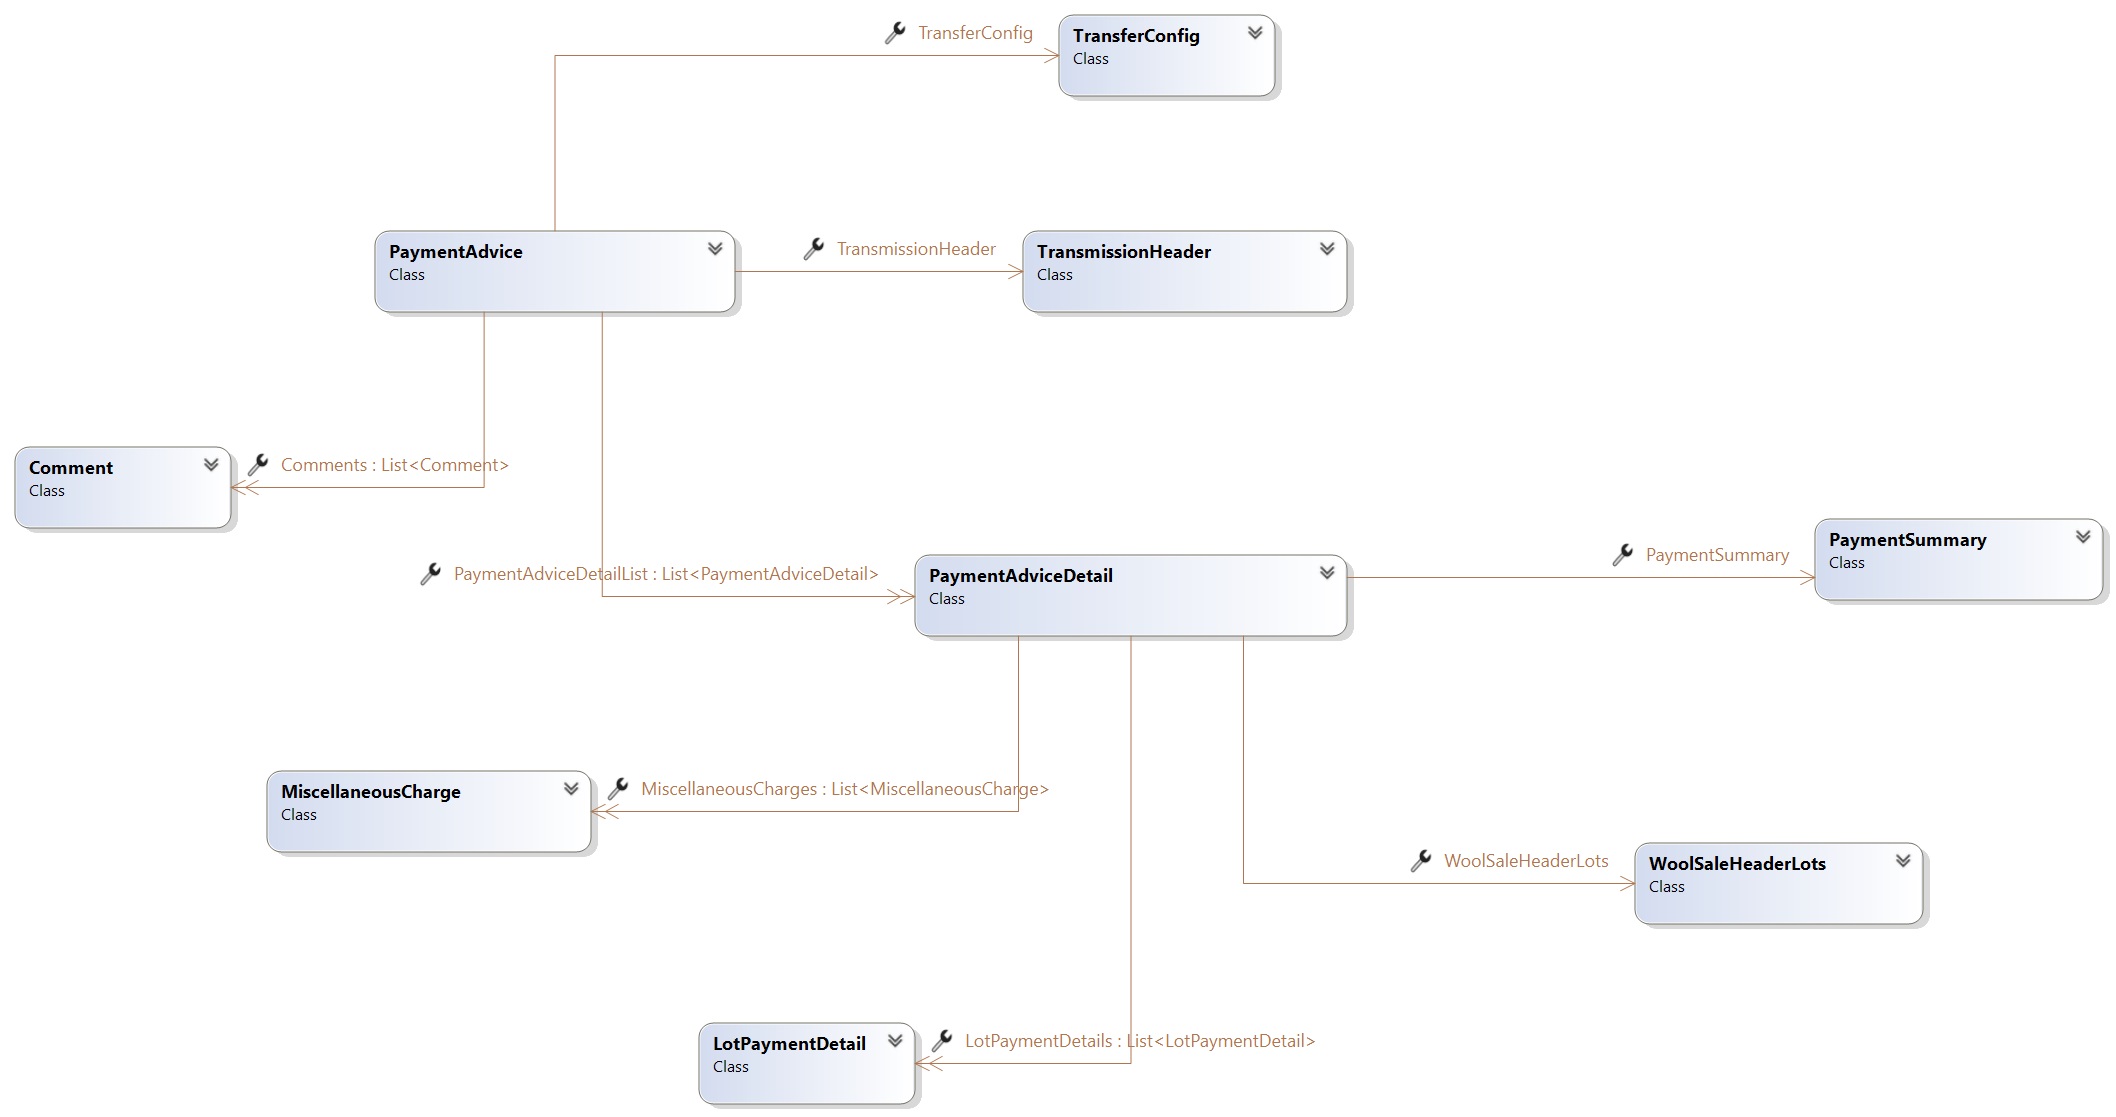 TransferConfig
TransferConfig
Class
PaymentAdvice
Class
TransmissionHeader
TransmissionHeader
Class
Comment
Class
Comments : List<Comment>
PaymentAdviceDetailList : List<PaymentAdviceDetail>
PaymentAdviceDetail
Class
PaymentSummary
PaymentSummary
Class
MiscellaneousCharge
Class
MiscellaneousCharges : List<MiscellaneousCharge>
WoolSaleHeaderLots
WoolSaleHeaderLots
Class
LotPaymentDetail
Class
LotPaymentDetails : List<LotPaymentDetail>